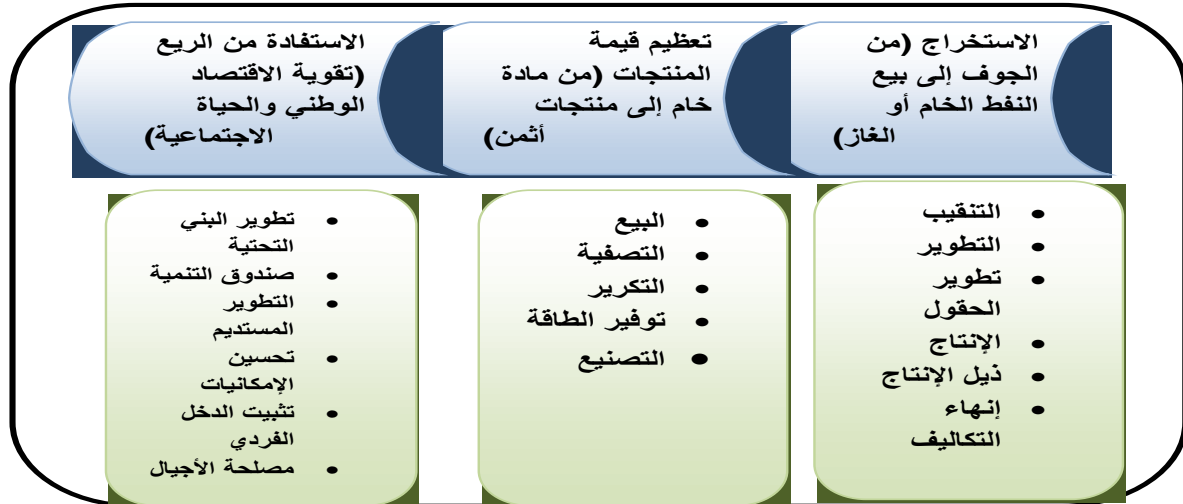 الاستخراج (من
الجوف إلى بيع
النفط الخام أو
الغاز)
تعظيم قيمة
المنتجات (من مادة
خام إلى منتجات
أثمن)
الاستفادة من الريع
(تقوية الاقتصاد
الوطني والحياة
الاجتماعية)
• التنقيب
• التطوير
• تطوير
الحقول
• الإنتاج
• ذيل الإنتاج
• إنهاء
التكاليف
• البيع
• التصفية
• التكرير
• توفير الطاقة
• التصنيع
• تطوير البني
التحتية
• صندوق التنمية
• التطوير
المستديم
• تحسين
الإمكانيات
• تثبيت الدخل
الفردي
• مصلحة الأجيال